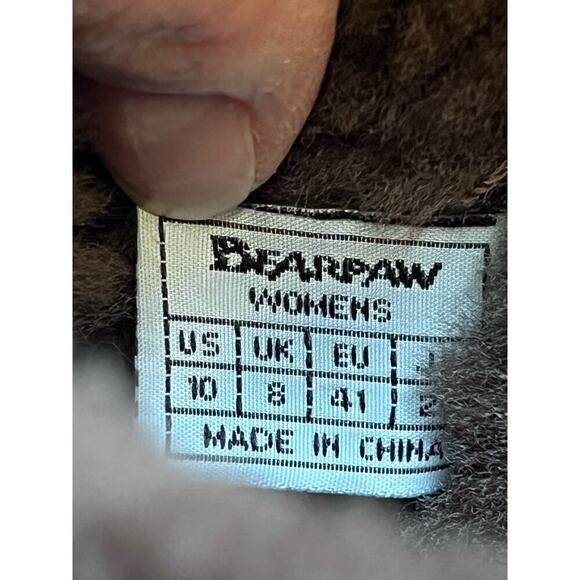 BEARPAW
WOMENS
US UK EU
10 8 41
MADE IN CHINA